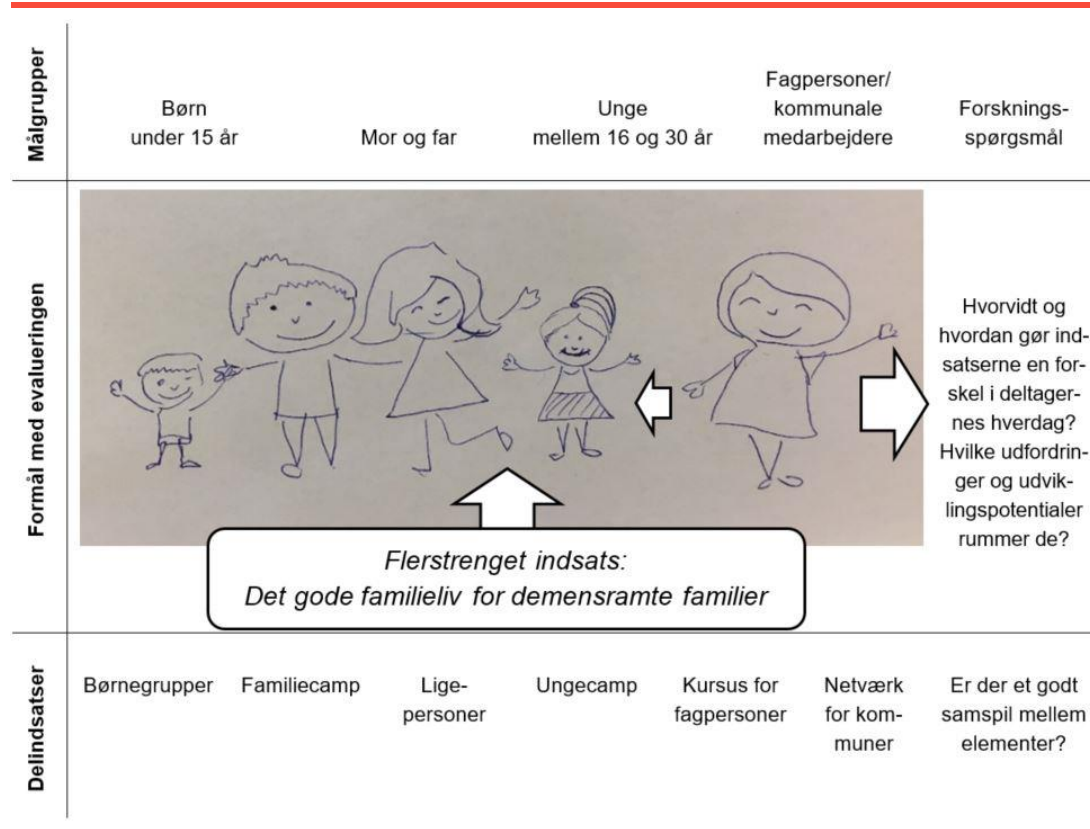 Målgrupper
Børn
under 15 år
Mor og far
Unge
mellem 16 og 30 år
Fagpersoner/
kommunale
medarbejdere
Forsknings-
spørgsmål
Formål med evalueringen
Hvorvidt og
hvordan gør ind-
satserne en for-
skel i deltager-
nes hverdag?
Hvilke udfordrin-
ger og udvik-
lingspotentialer
rummer de?
Flerstrenget indsats:
Det gode familieliv for demensramte familier
Delindsatser
Børnegrupper
Familiecamp
Lige-
personer
Ungecamp
Kursus for
fagpersoner
Netværk
for kom-
muner
Er der et godt
samspil mellem
elementer?